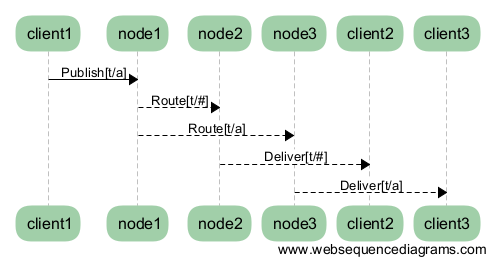 client1 node1 node2 node3 client2 client3
Publish[t/a]
Route[t/#]
Route[t/a]
Deliver[t/#]
Deliver[t/a]
client1 node1 node2 node3 client2 client3
www.websequencediagrams.com